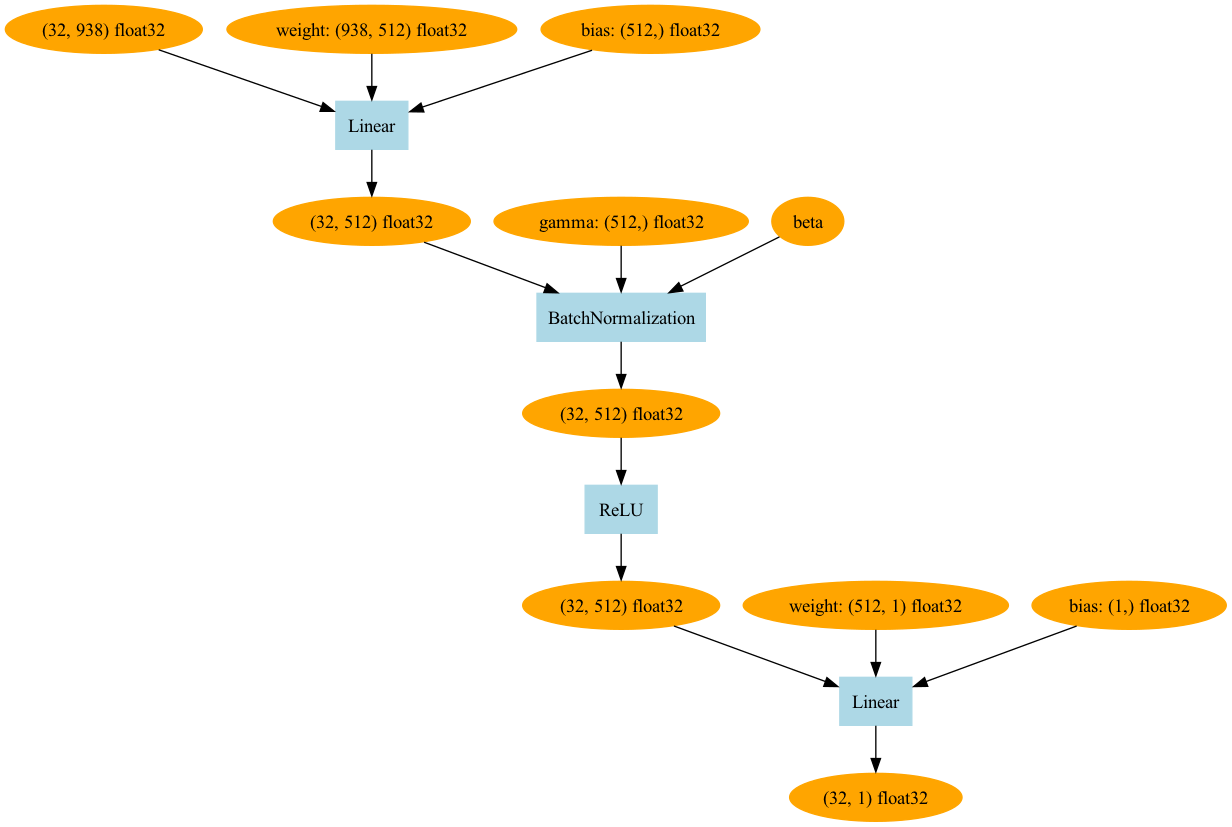 (32, 938) float32
weight: (938, 512) float32
bias: (512,) float32
Linear
(32, 512) float32
gamma: (512,) float32
beta
BatchNormalization
(32, 512) float32
ReLU
(32, 512) float32
weight: (512, 1) float32
bias: (1,) float32
Linear
(32, 1) float32